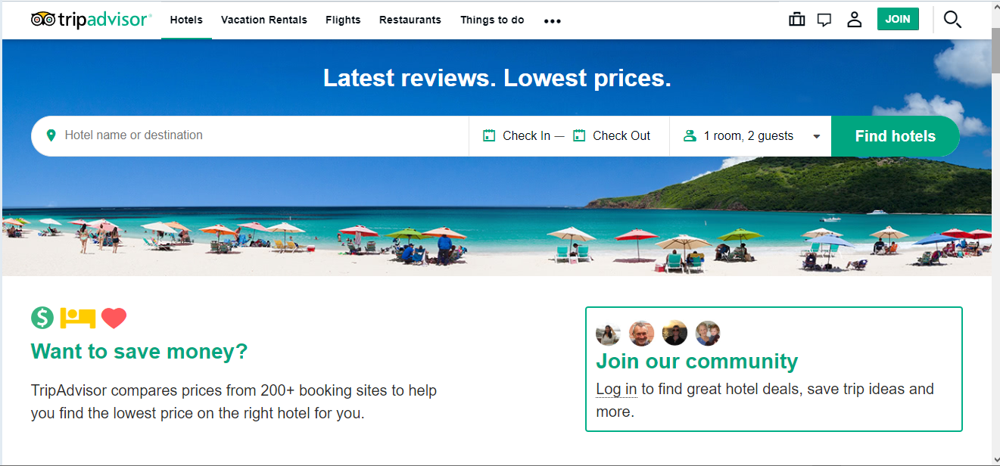 tripadvisor®
Hotels
Vacation Rentals
Flights
Restaurants
Things to do
JOIN
Latest reviews. Lowest prices.
Hotel name or destination
Check In — Check Out
1 room, 2 guests
Find hotels
$
Want to save money?
TripAdvisor compares prices from 200+ booking sites to help
you find the lowest price on the right hotel for you.
Join our community
Log in to find great hotel deals, save trip ideas and
more.